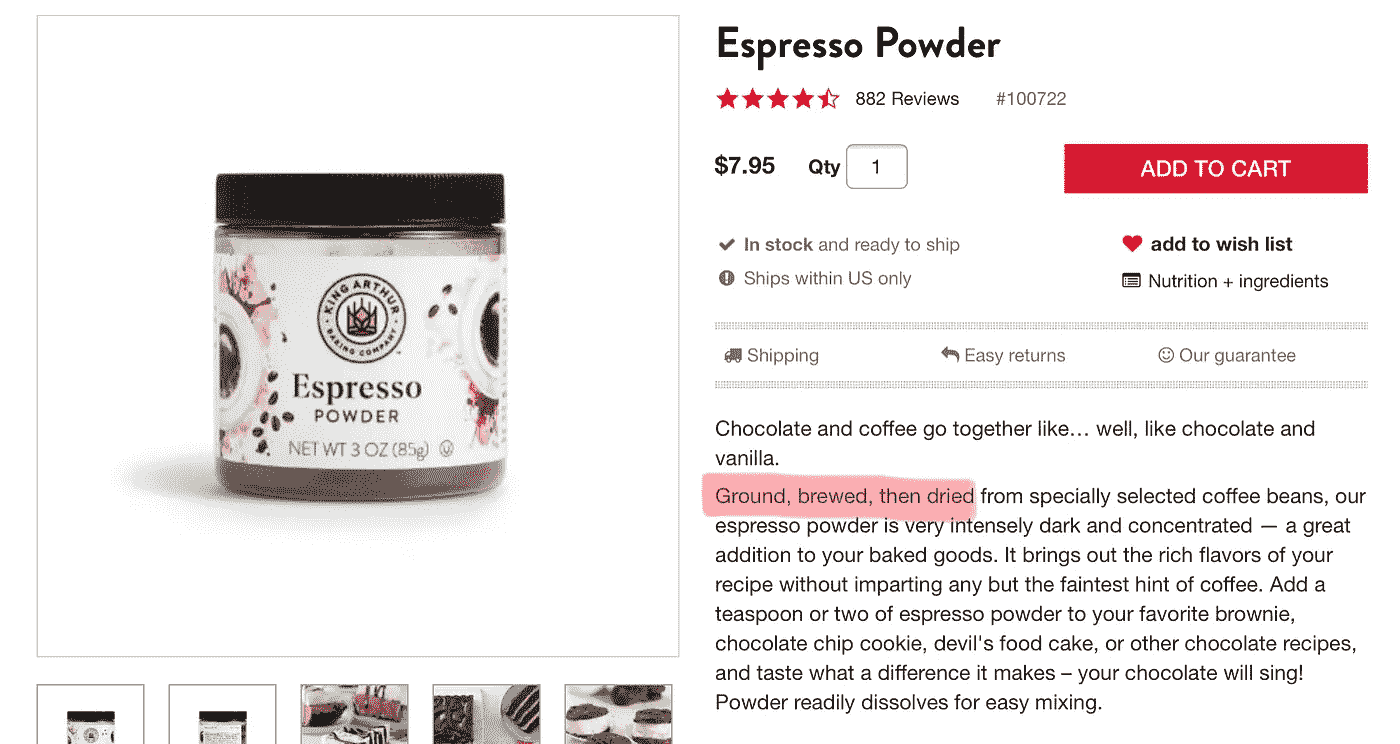 Espresso Powder
882 Reviews #100722
$7.95 Qty 1 ADD TO CART
In stock and ready to ship
add to wish list
Ships within US only
Nutrition + ingredients
Shipping Easy returns Our guarantee
Chocolate and coffee go together like… well, like chocolate and
vanilla.
Ground, brewed, then dried from specially selected coffee beans, our
espresso powder is very intensely dark and concentrated — a great
addition to your baked goods. It brings out the rich flavors of your
recipe without imparting any but the faintest hint of coffee. Add a
teaspoon or two of espresso powder to your favorite brownie,
chocolate chip cookie, devil's food cake, or other chocolate recipes,
and taste what a difference it makes – your chocolate will sing!
Powder readily dissolves for easy mixing.
KING ARTHUR
BAKING COMPANY
Espresso
POWDER
NET WT 3 OZ (85g)